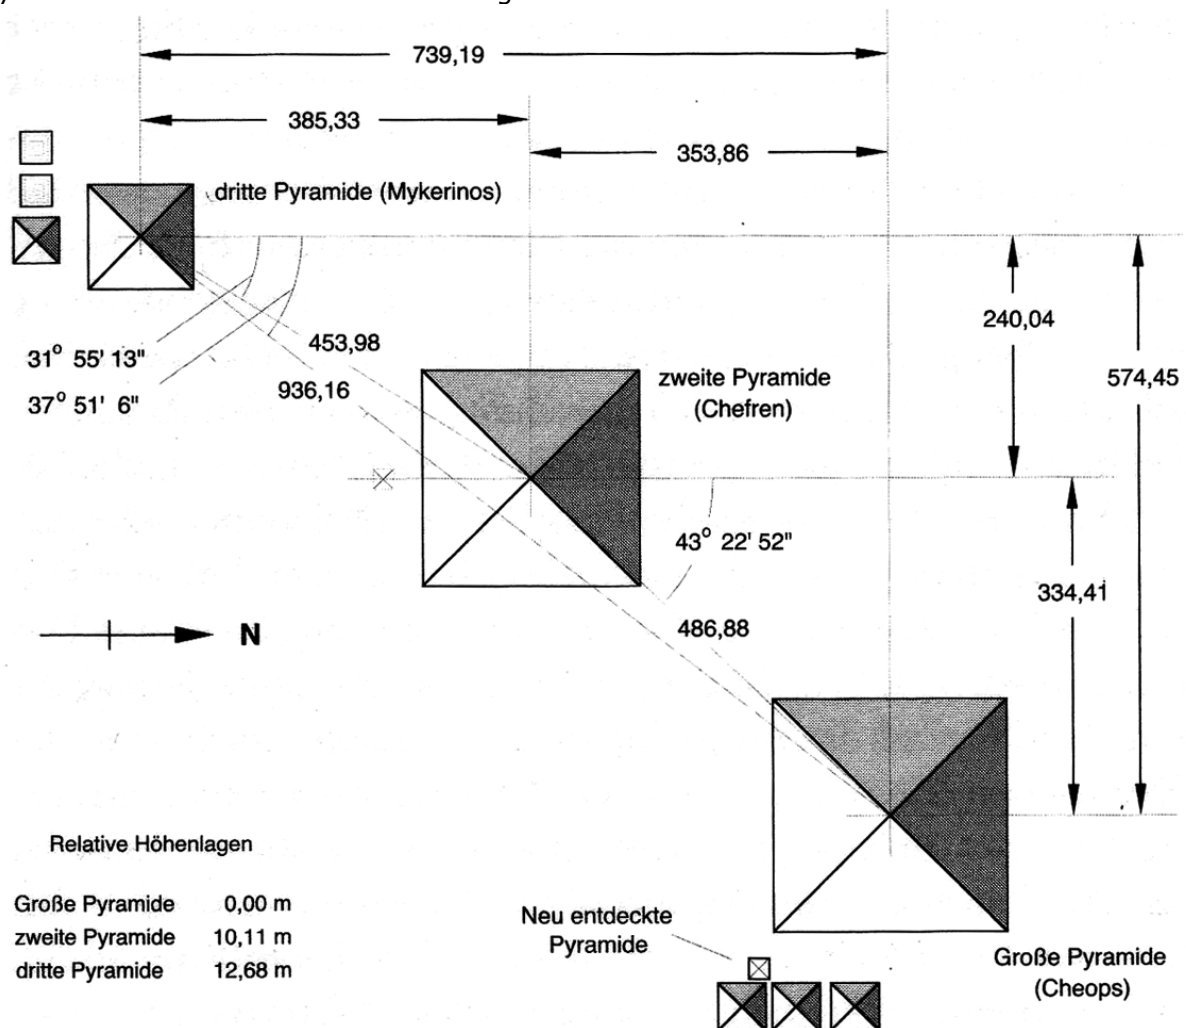 739,19
385,33
353,86
dritte Pyramide (Mykerinos)
240,04
574,45
31° 55' 13"
37° 51' 6"
453,98
936,16
zweite Pyramide
(Chefren)
43° 22' 52"
334,41
486,88
N
Relative Höhenlagen
Große Pyramide 0,00 m
zweite Pyramide 10,11 m
dritte Pyramide 12,68 m
Neu entdeckte
Pyramide
Große Pyramide
(Cheops)